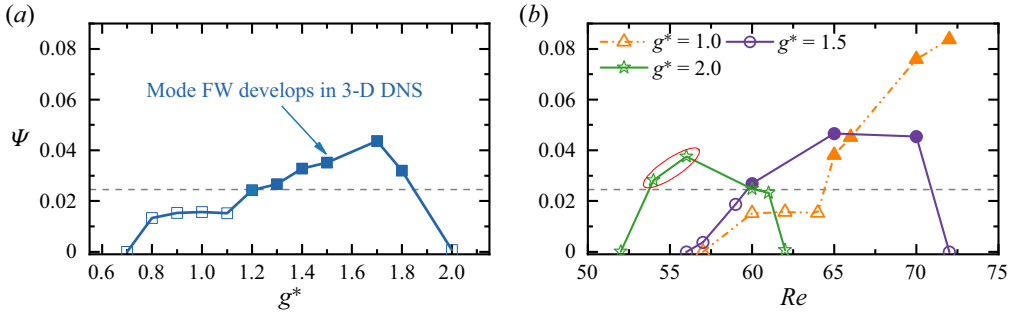 (a)
0.08
0.06
0.04
0.02
0
Ψ
Mode FW develops in 3-D DNS
0.6 0.8 1.0 1.2 1.4 1.6 1.8 2.0
g*
(b)
0.08
0.06
0.04
0.02
0
g* = 1.0 g* = 1.5
g* = 2.0
50 55 60 65 70 75
Re